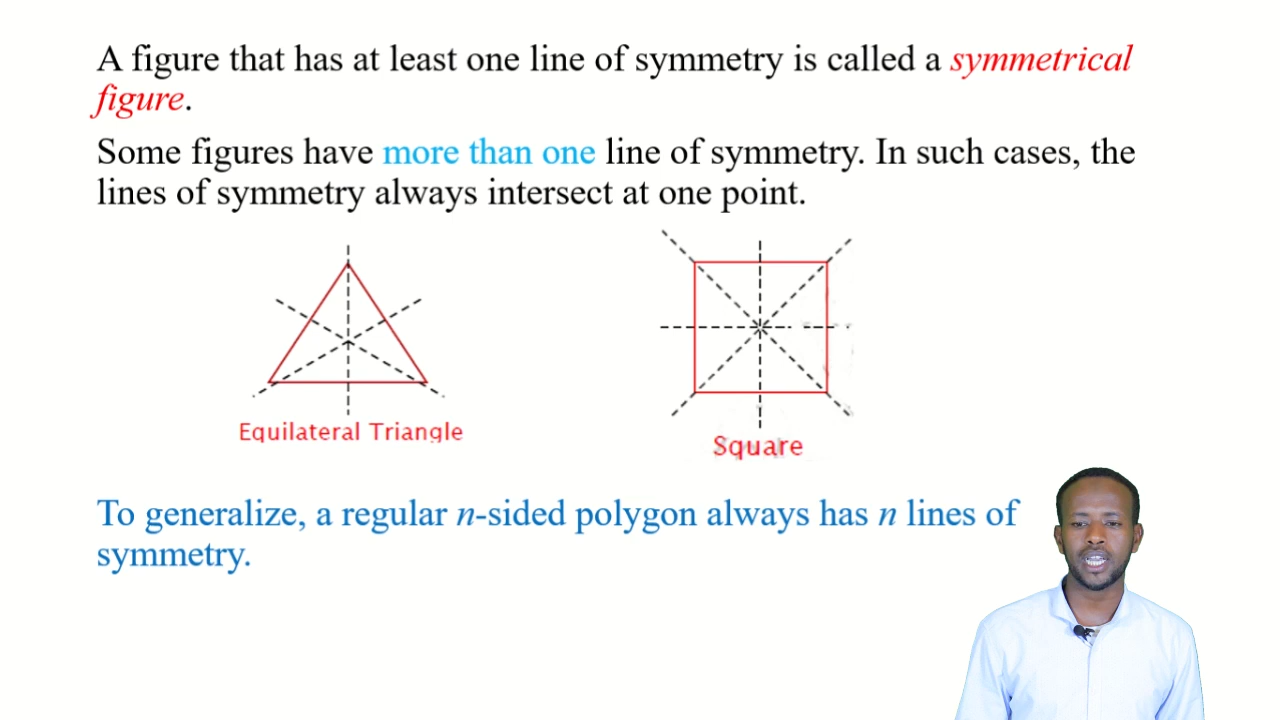 A figure that has at least one line of symmetry is called a symmetrical
figure.
Some figures have more than one line of symmetry. In such cases, the
lines of symmetry always intersect at one point.
Equilateral Triangle
Square
To generalize, a regular n-sided polygon always has n lines of
symmetry.